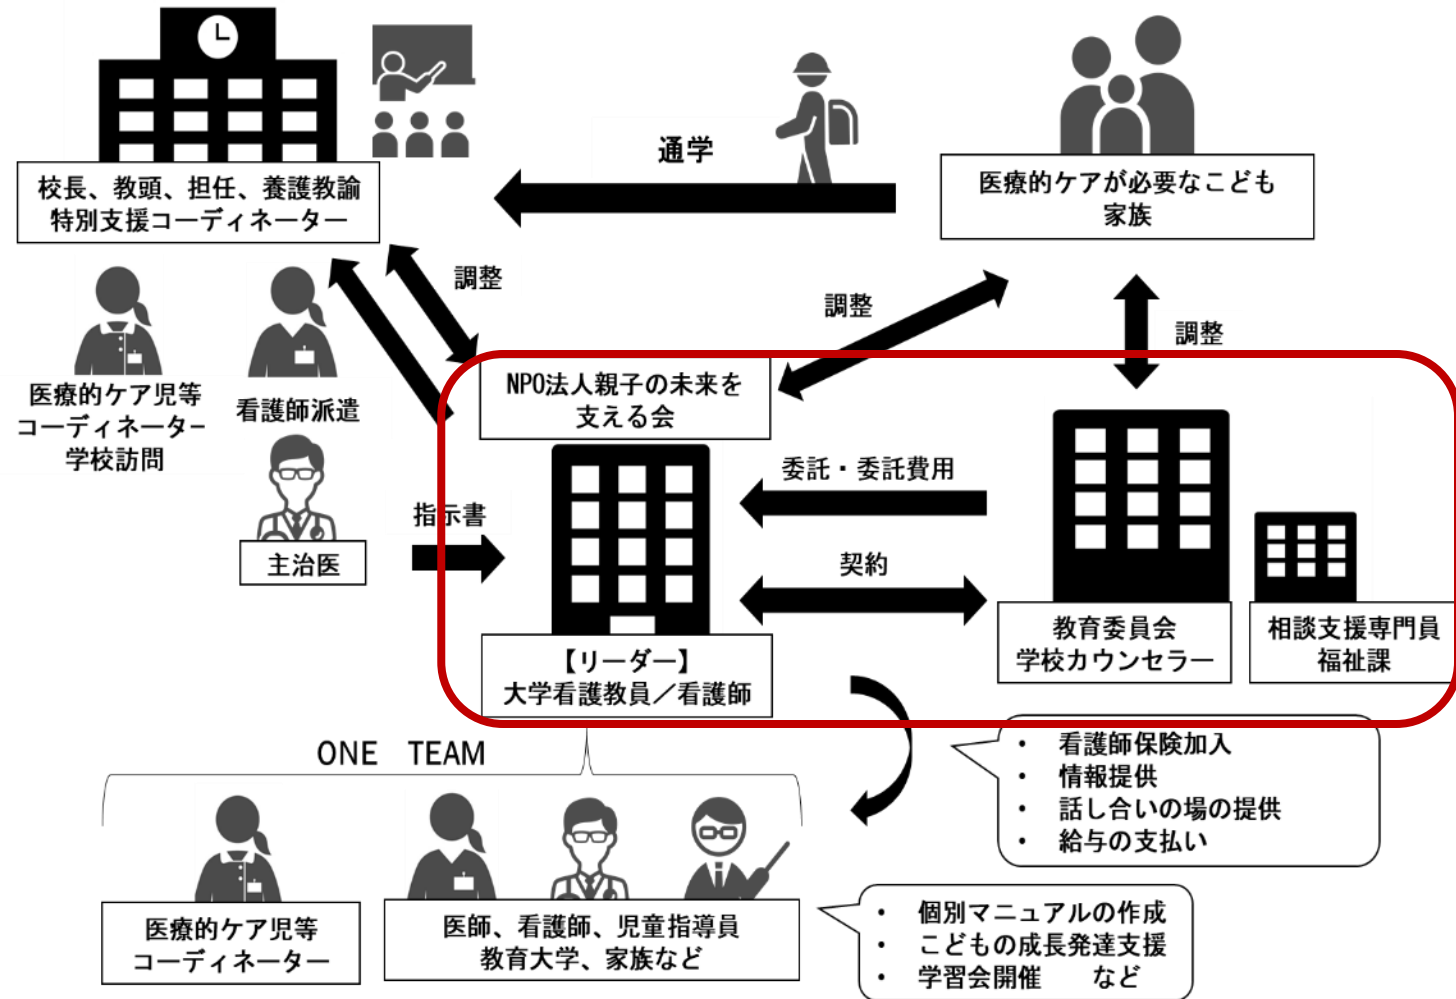 通学
校長、教頭、担任、養護教諭
特別支援コーディネーター
医療的ケアが必要なこども
家族
調整
調整
調整
医療的ケア児等
コーディネーター
学校訪問
看護師派遣
NPO法人親子の未来を
支える会
委託・委託費用
指示書
主治医
契約
【リーダー】
大学看護教員／看護師
教育委員会
学校カウンセラー
相談支援専門員
福祉課
ONE TEAM
・ 看護師保険加入
・ 情報提供
・ 話し合いの場の提供
・ 給与の支払い
医療的ケア児等
コーディネーター
医師、看護師、児童指導員
教育大学、家族など
・ 個別マニュアルの作成
・ こどもの成長発達支援
・ 学習会開催　　など